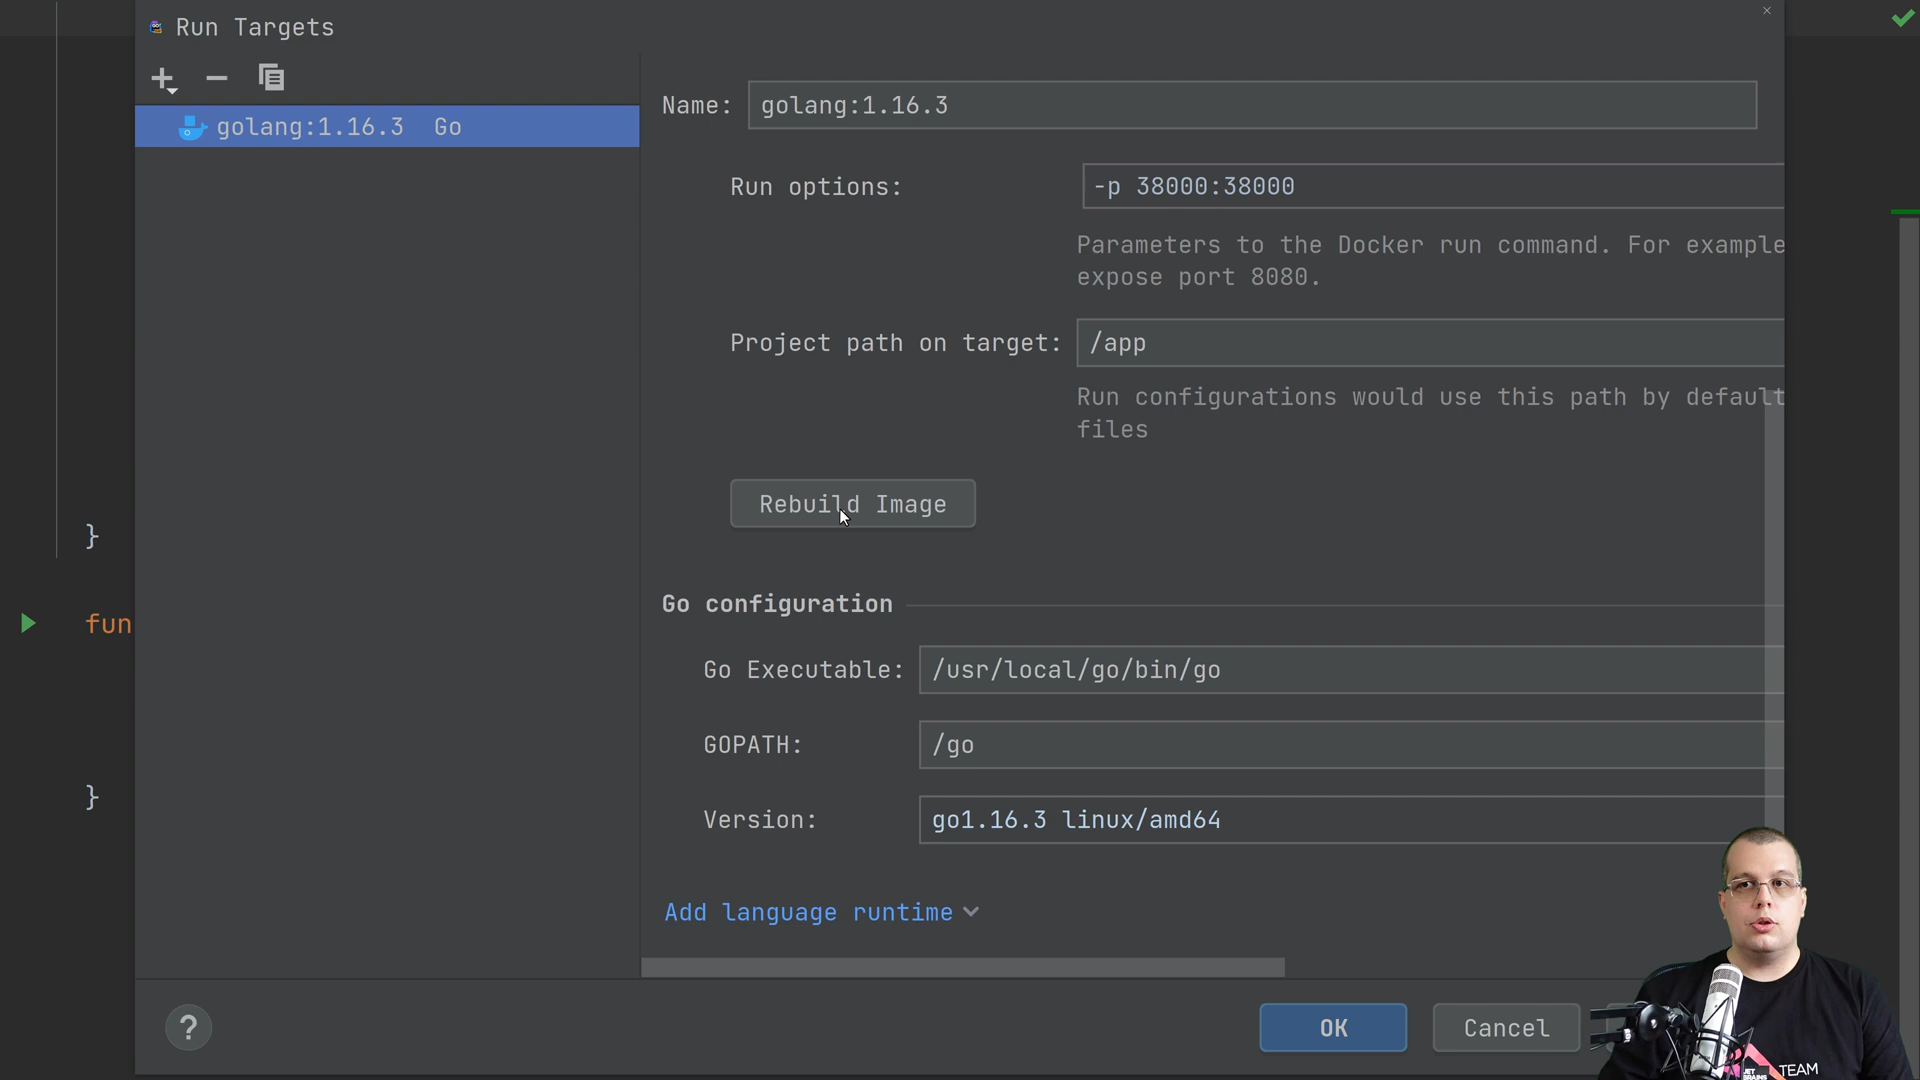 Run Targets
golang:1.16.3 Go
Name: golang:1.16.3
Run options: -p 38000:38000
Parameters to the Docker run command. For example
expose port 8080.
Project path on target: /app
Run configurations would use this path by default
files
Rebuild Image
Go configuration
Go Executable: /usr/local/go/bin/go
GOPATH: /go
Version: go1.16.3 linux/amd64
Add language runtime
}
fun
}
?
OK
Cancel
JET
BRAINS
TEAM